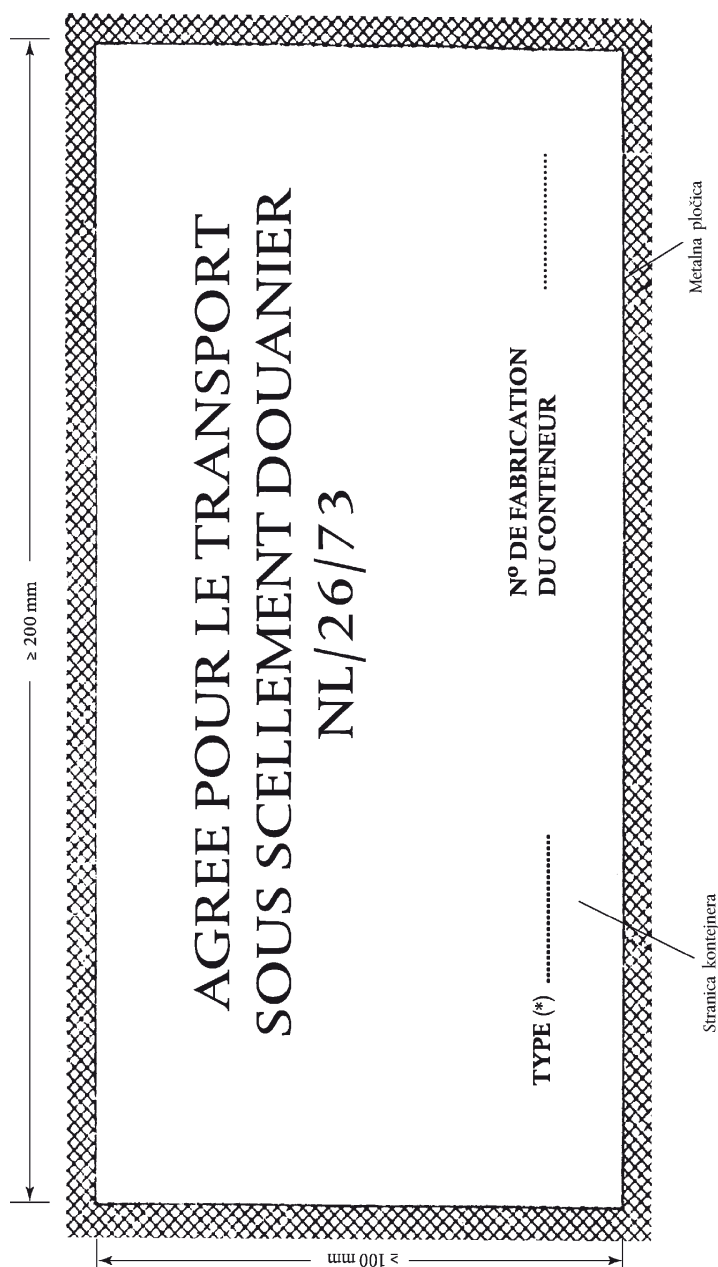 ≥ 200 mm
≥ 100 mm
AGREE POUR LE TRANSPORT
SOUS SCELLEMENT DOUANIER
NL/26/73
TYPE (*) ....................
Nº DE FABRICATION
DU CONTENEUR ....................
Stranica kontejnera
Metalna pločica